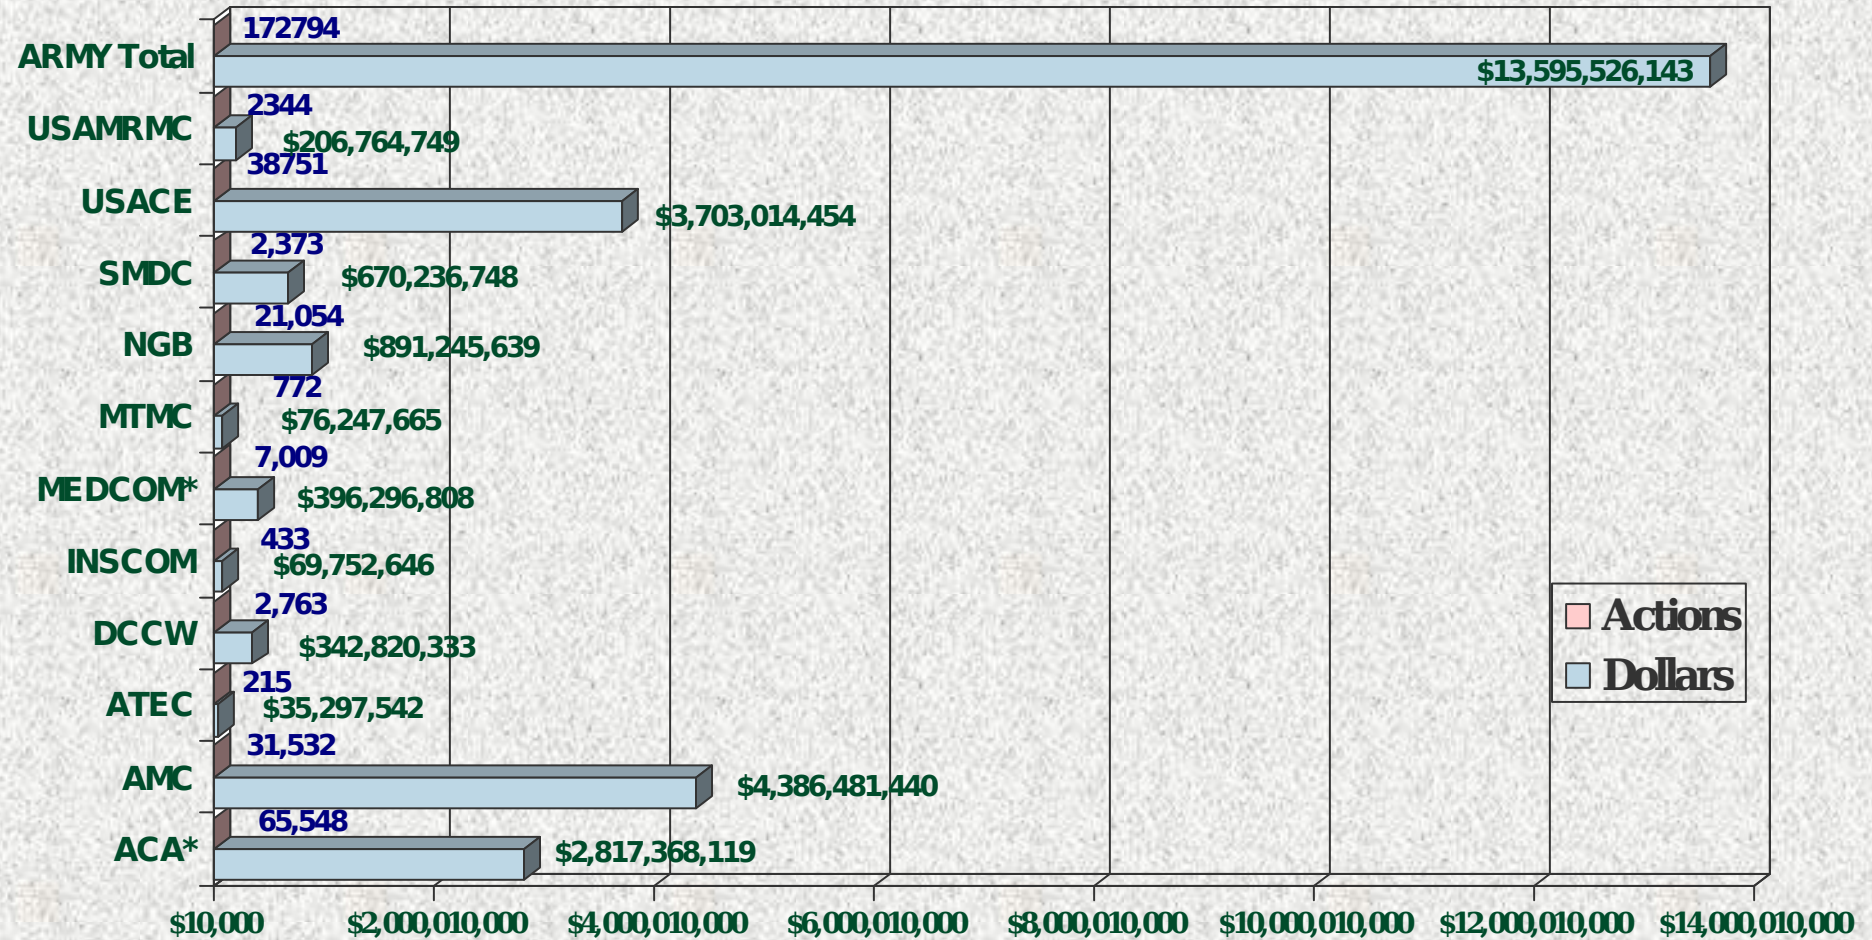 172794
ARMY Total
$13,595,526,143
2344
USAMRMC
$206,764,749
38751
USACE
$3,703,014,454
2,373
SMDC
$670,236,748
21,054
NGB
$891,245,639
772
MTMC
$76,247,665
7,009
MEDCOM*
$396,296,808
433
INSCOM
$69,752,646
2,763
DCCW
$342,820,333
215
ATEC
$35,297,542
31,532
AMC
$4,386,481,440
65,548
ACA*
$2,817,368,119
Actions
Dollars
$10,000 $2,000,010,000 $4,000,010,000 $6,000,010,000 $8,000,010,000 $10,000,010,000 $12,000,010,000 $14,000,010,000